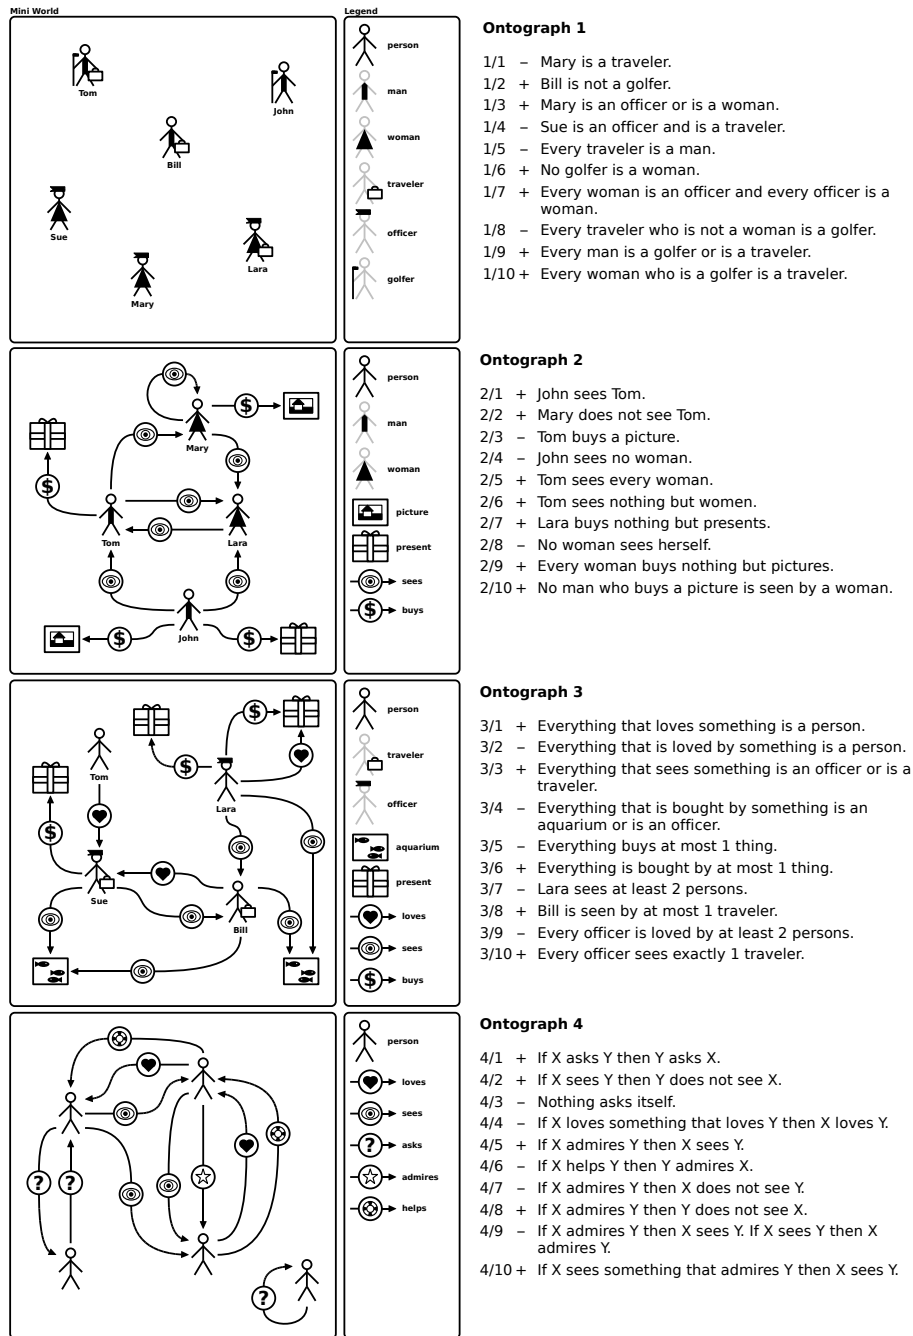 Mini World
Legend
Tom
John
Bill
Sue
Lara
Mary
person
man
woman
traveler
officer
golfer
Ontograph 1
1/1 – Mary is a traveler.
1/2 + Bill is not a golfer.
1/3 + Mary is an officer or is a woman.
1/4 – Sue is an officer and is a traveler.
1/5 – Every traveler is a man.
1/6 + No golfer is a woman.
1/7 + Every woman is an officer and every officer is a
woman.
1/8 – Every traveler who is not a woman is a golfer.
1/9 + Every man is a golfer or is a traveler.
1/10 + Every woman who is a golfer is a traveler.
$
Mary
$
Tom
Lara
John
$
$
person
man
woman
picture
present
sees
$ buys
Ontograph 2
2/1 + John sees Tom.
2/2 + Mary does not see Tom.
2/3 – Tom buys a picture.
2/4 – John sees no woman.
2/5 + Tom sees every woman.
2/6 + Tom sees nothing but women.
2/7 + Lara buys nothing but presents.
2/8 – No woman sees herself.
2/9 + Every woman buys nothing but pictures.
2/10 + No man who buys a picture is seen by a woman.
$
$
Tom
Lara
$
Sue
Bill
person
traveler
officer
aquarium
present
loves
sees
$ buys
Ontograph 3
3/1 + Everything that loves something is a person.
3/2 – Everything that is loved by something is a person.
3/3 + Everything that sees something is an officer or is a
traveler.
3/4 – Everything that is bought by something is an
aquarium or is an officer.
3/5 – Everything buys at most 1 thing.
3/6 + Everything is bought by at most 1 thing.
3/7 – Lara sees at least 2 persons.
3/8 + Bill is seen by at most 1 traveler.
3/9 – Every officer is loved by at least 2 persons.
3/10 + Every officer sees exactly 1 traveler.
? ?
?
person
loves
sees
? asks
admires
helps
Ontograph 4
4/1 + If X asks Y then Y asks X.
4/2 + If X sees Y then Y does not see X.
4/3 – Nothing asks itself.
4/4 – If X loves something that loves Y then X loves Y.
4/5 + If X admires Y then X sees Y.
4/6 – If X helps Y then Y admires X.
4/7 – If X admires Y then X does not see Y.
4/8 + If X admires Y then Y does not see X.
4/9 – If X admires Y then X sees Y. If X sees Y then X
admires Y.
4/10 + If X sees something that admires Y then X sees Y.